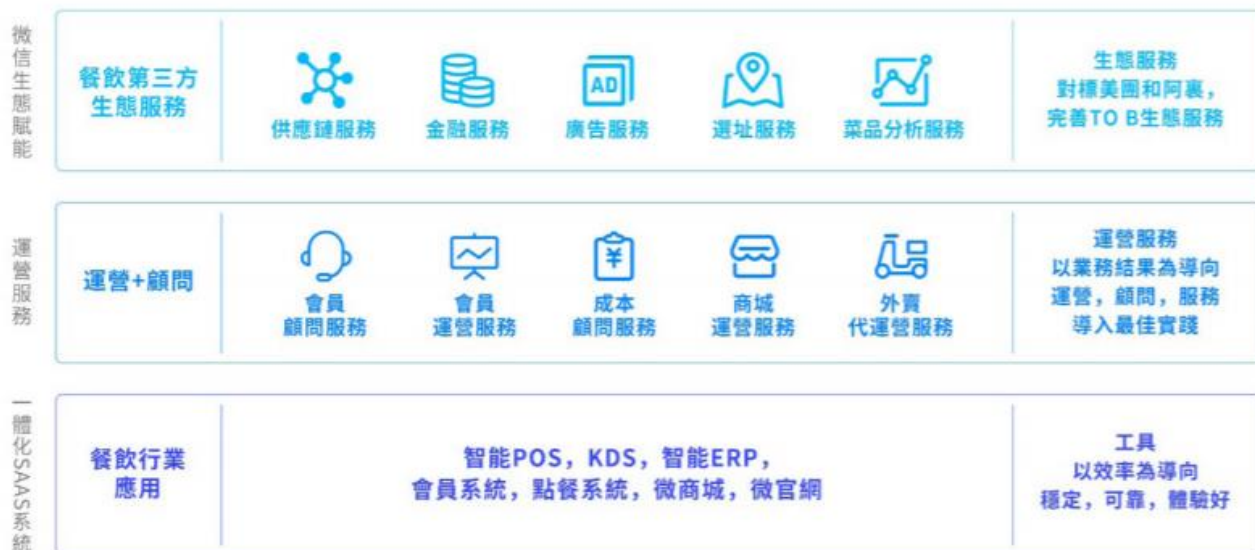 微信生態賦能
餐飲第三方
生態服務
AD
供應鏈服務
金融服務
廣告服務
選址服務
菜品分析服務
生態服務
對標美團和阿裏，
完善TO B生態服務
運營服務
運營+顧問
¥
會員
顧問服務
會員
運營服務
成本
顧問服務
商城
運營服務
外賣
代運營服務
運營服務
以業務結果為導向
運營，顧問，服務
導入最佳實踐
一體化SAAS系統
餐飲行業
應用
智能POS，KDS，智能ERP，
會員系統，點餐系統，微商城，微官網
工具
以效率為導向
穩定，可靠，體驗好